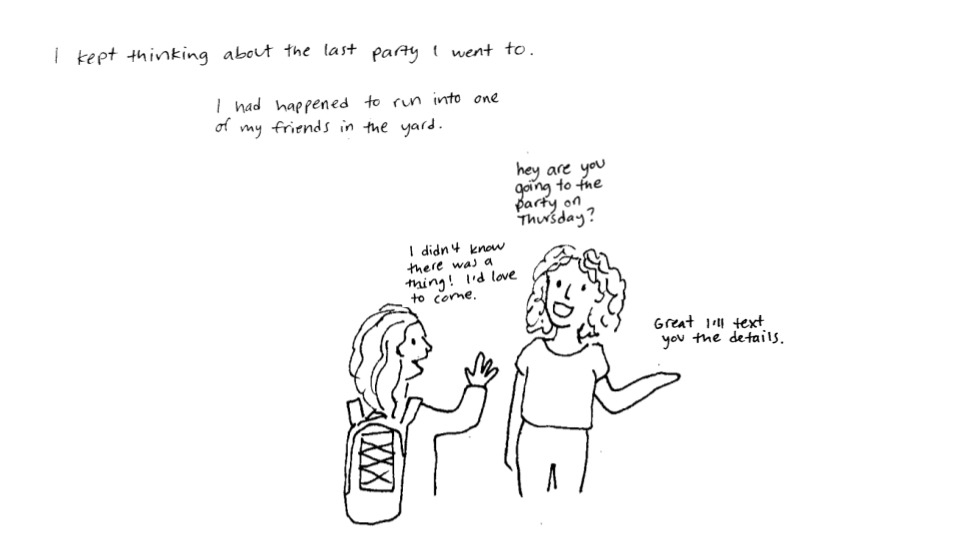 I kept thinking about the last party I went to.
I had happened to run into one
of my friends in the yard.
hey are you
going to the
party on
Thursday?
I didn't know
there was a
thing! I'd love
to come.
Great I'll text
you the details.